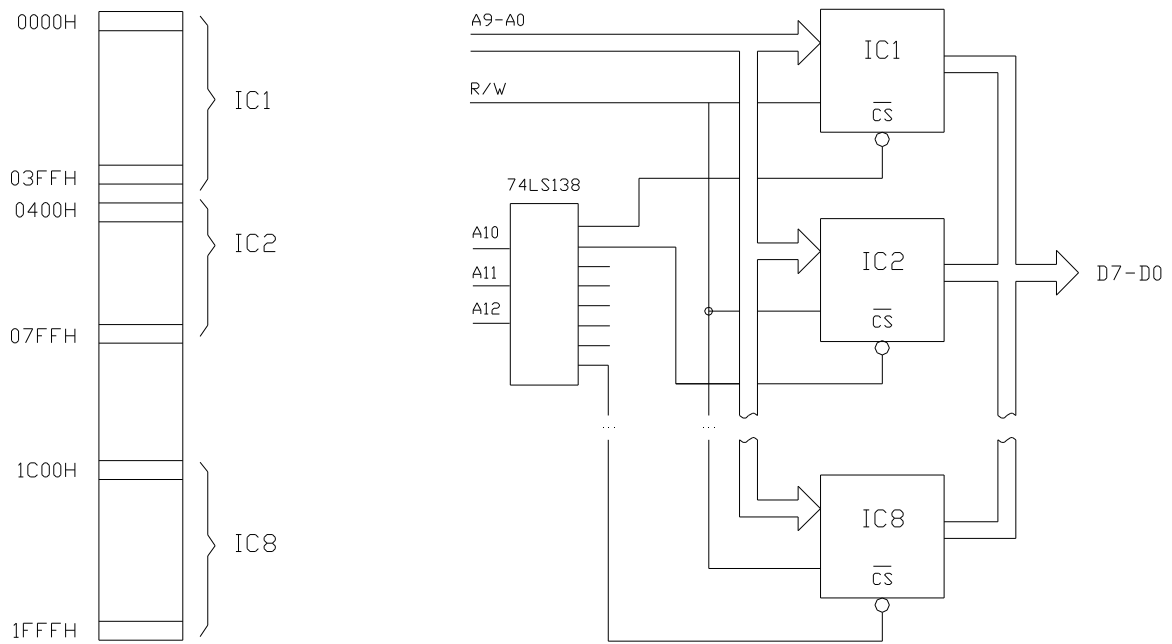 0000H
IC1
03FFH
0400H
IC2
07FFH
1C00H
IC8
1FFFH
A9-A0
R/W
74LS138
A10
A11
A12
IC1
CS
IC2
CS
D7-D0
...
...
IC8
CS